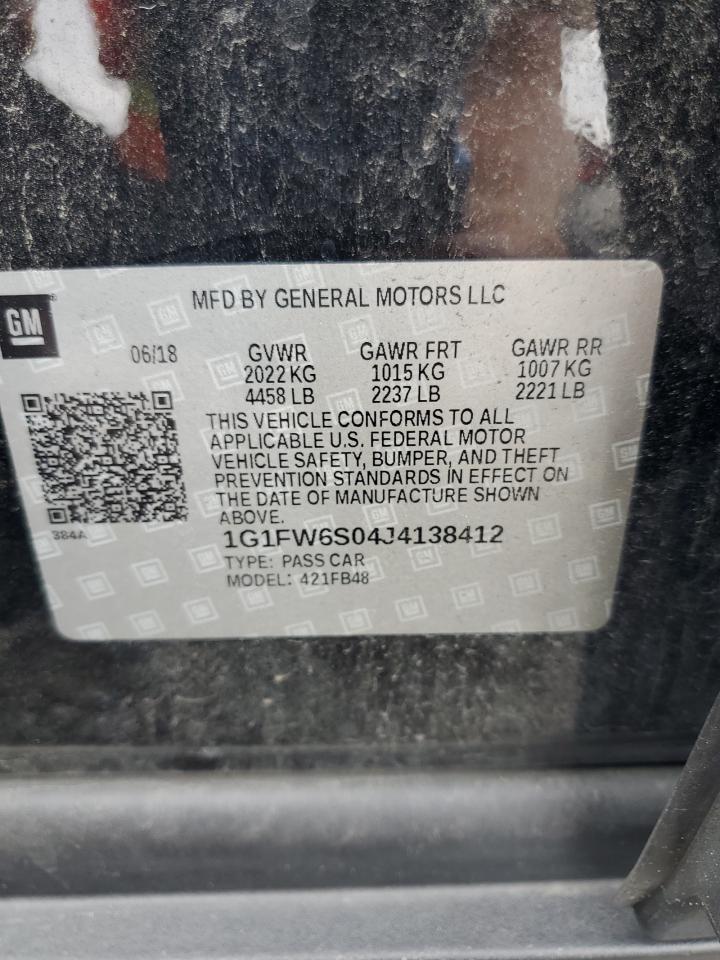 GM
MFD BY GENERAL MOTORS LLC
06/18
GVWR GAWR FRT GAWR RR
2022 KG 1015 KG 1007 KG
4458 LB 2237 LB 2221 LB
THIS VEHICLE CONFORMS TO ALL
APPLICABLE U.S. FEDERAL MOTOR
VEHICLE SAFETY, BUMPER, AND THEFT
PREVENTION STANDARDS IN EFFECT ON
THE DATE OF MANUFACTURE SHOWN
ABOVE.
384A
1G1FW6S04J4138412
TYPE: PASS CAR
MODEL: 421FB48